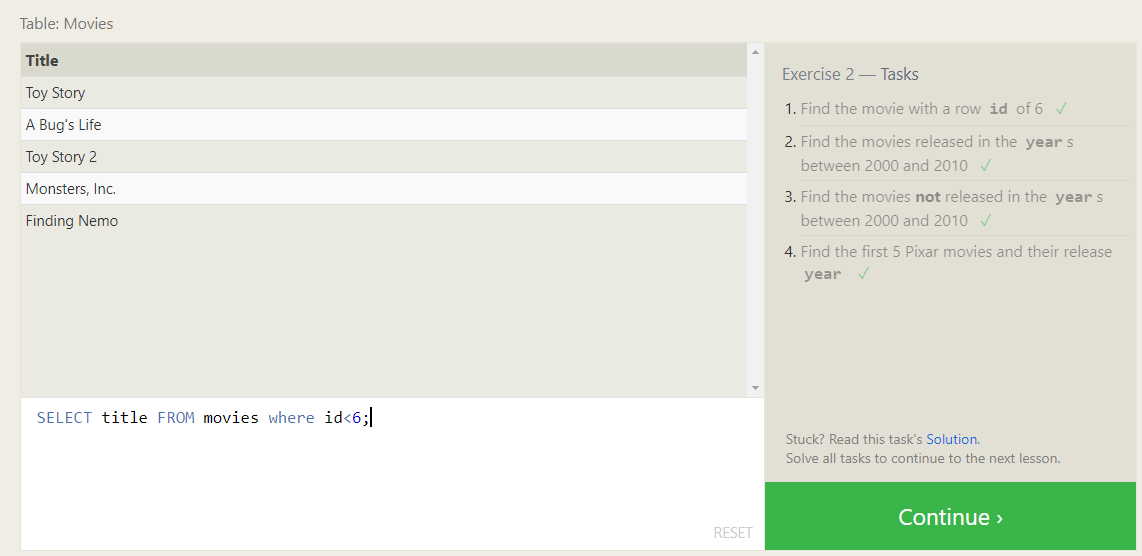 Table: Movies
Title
Toy Story
A Bug's Life
Toy Story 2
Monsters, Inc.
Finding Nemo
SELECT title FROM movies where id<6;
RESET
Exercise 2 — Tasks
1. Find the movie with a row id of 6 ✓
2. Find the movies released in the year s
between 2000 and 2010 ✓
3. Find the movies not released in the year s
between 2000 and 2010 ✓
4. Find the first 5 Pixar movies and their release
year ✓
Stuck? Read this task's Solution.
Solve all tasks to continue to the next lesson.
Continue ›